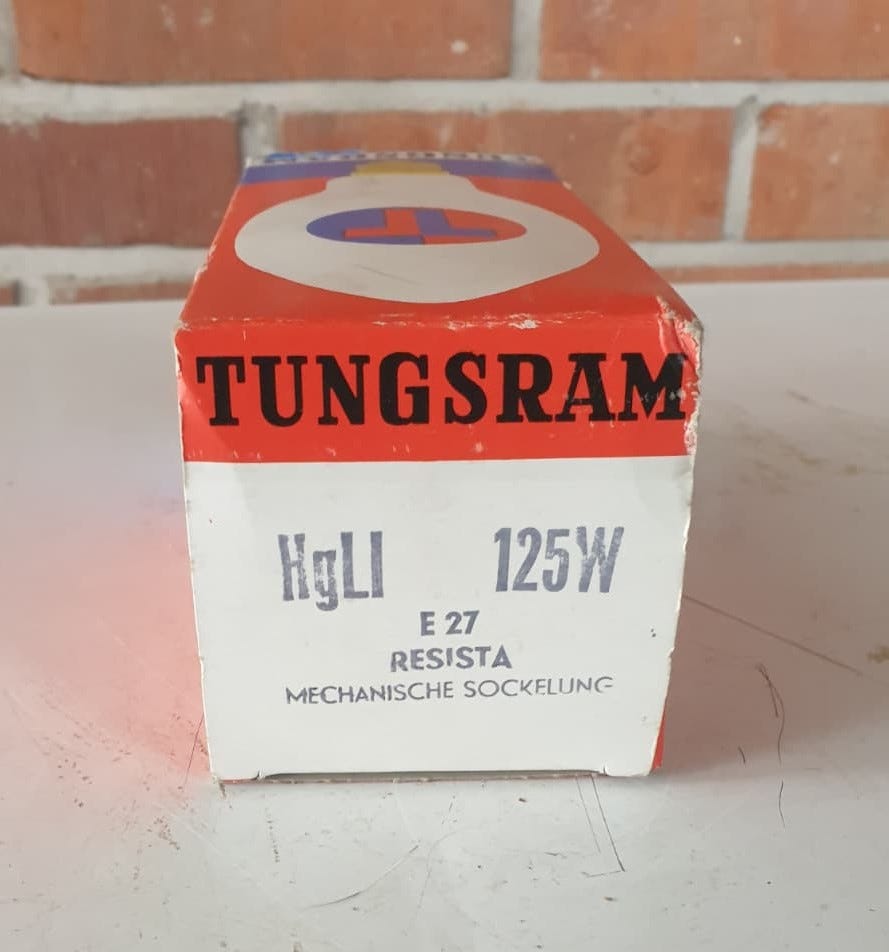 TUNGSRAM
HgLI 125W
E 27
RESISTA
MECHANISCHE SOCKELUNG